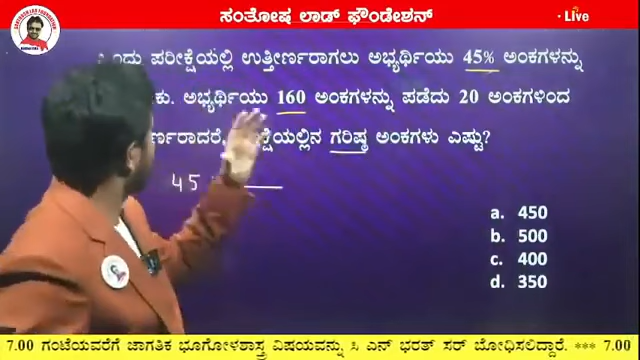 ಸಂತೋಷ ಲಾಡ್ ಫೌಂಡೇಶನ್
Live
ಪರೀಕ್ಷೆಯಲ್ಲಿ ಉತ್ತೀರ್ಣರಾಗಲು ಅಭ್ಯರ್ಥಿಯು 45% ಅಂಕಗಳನ್ನು
ಅಭ್ಯರ್ಥಿಯು 160 ಅಂಕಗಳನ್ನು ಪಡೆದು 20 ಅಂಕಗಳಿಂದ
ಗರಿಷ್ಠ ಅಂಕಗಳು ಎಷ್ಟು?
45
a. 450
b. 500
c. 400
d. 350
7.00 ಗಂಟೆಯವರೆಗೆ ಜಾಗತಿಕ ಭೂಗೋಳಶಾಸ್ತ್ರ ವಿಷಯವನ್ನು ಸಿ ಎನ್ ಭರತ್ ಸರ್ ಬೋಧಿಸಲಿದ್ದಾರೆ. *** 7.00